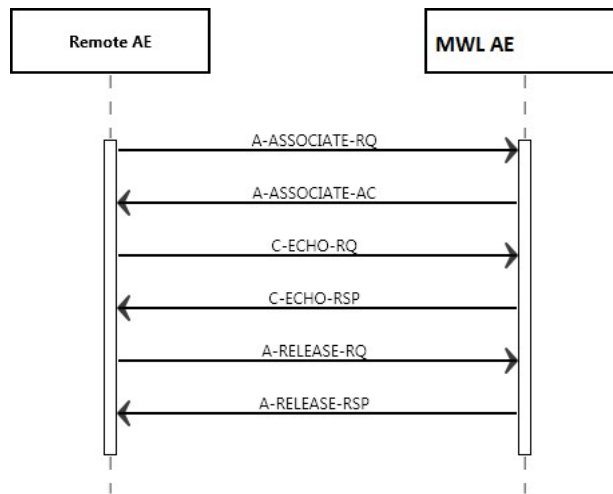 Remote AE
MWL AE
A-ASSOCIATE-RQ
A-ASSOCIATE-AC
C-ECHO-RQ
C-ECHO-RSP
A-RELEASE-RQ
A-RELEASE-RSP